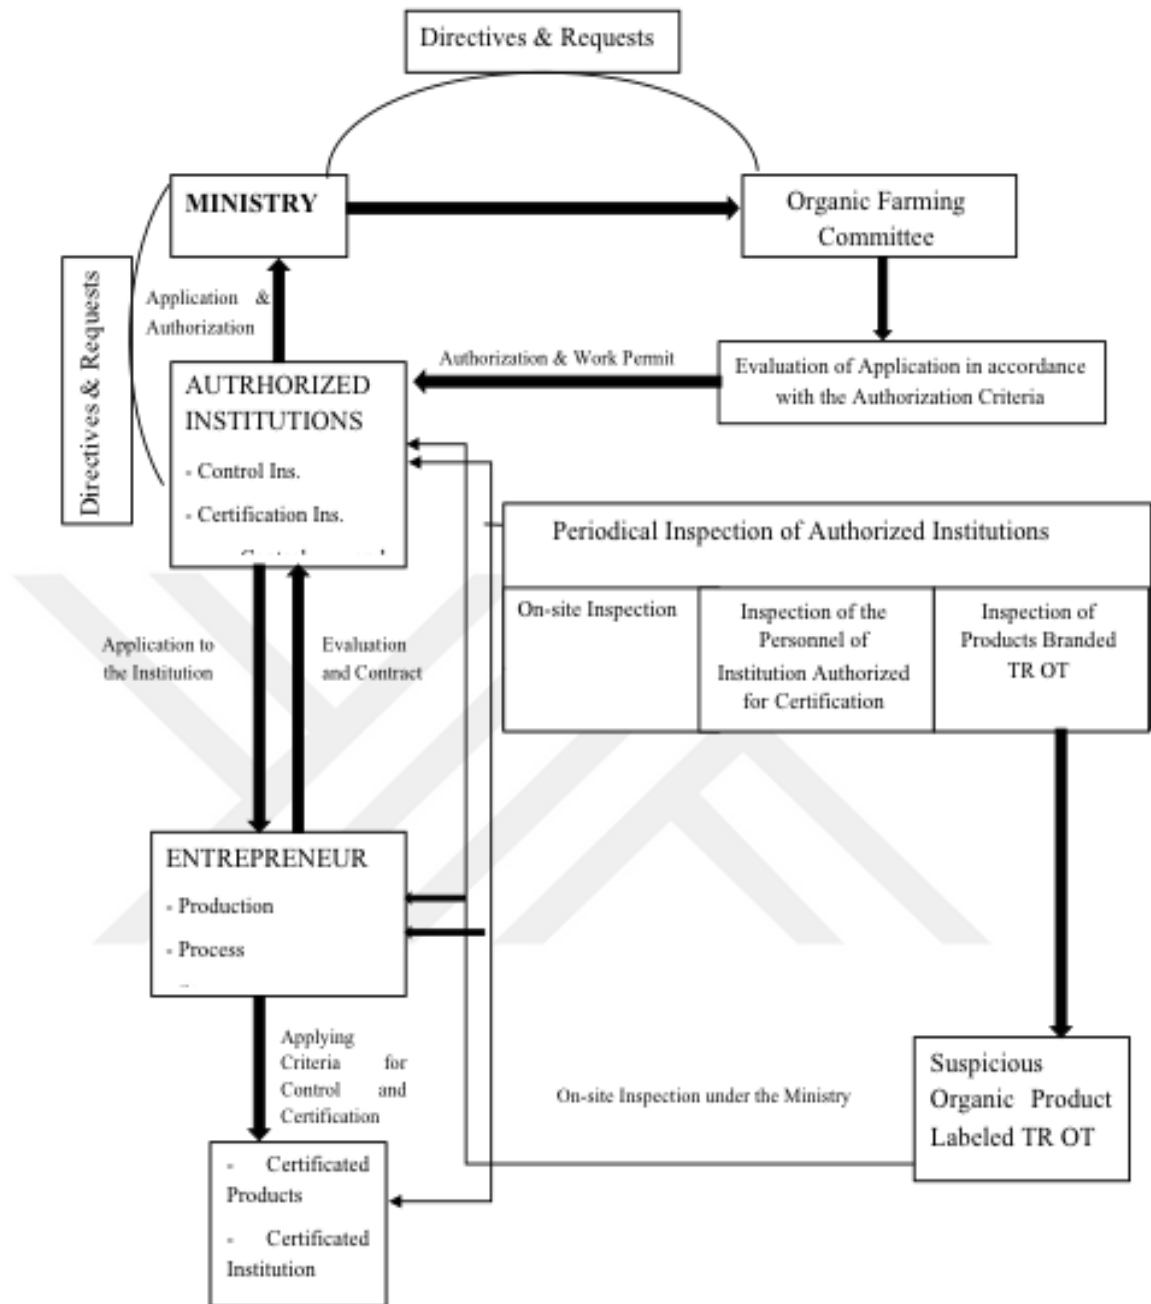 Directives & Requests
MINISTRY
Organic Farming
Committee
Directives & Requests
Application &
Authorization
Authorization & Work Permit
Evaluation of Application in accordance
with the Authorization Criteria
AUTRHORIZED
INSTITUTIONS
- Control Ins.
- Certification Ins.
Periodical Inspection of Authorized Institutions
On-site Inspection
Inspection of the
Personnel of
Institution Authorized
for Certification
Inspection of
Products Branded
TR OT
Application to
the Institution
Evaluation
and Contract
ENTREPRENEUR
- Production
- Process
Applying
Criteria for
Control and
Certification
On-site Inspection under the Ministry
Suspicious
Organic Product
Labeled TR OT
- Certificated
Products
- Certificated
Institution